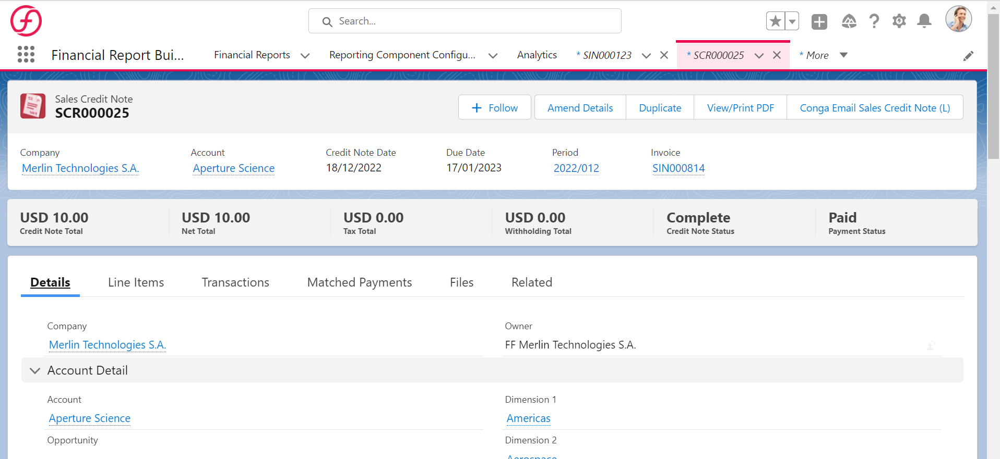 Search...
Financial Report Bui...
Financial Reports
Reporting Component Configu...
Analytics
* SIN000123
* SCR000025
* More
Sales Credit Note
SCR000025
Follow
Amend Details
Duplicate
View/Print PDF
Conga Email Sales Credit Note (L)
Company
Account
Credit Note Date
Due Date
Period
Invoice
Merlin Technologies S.A.
Aperture Science
18/12/2022
17/01/2023
2022/012
SIN000814
USD 10.00
Credit Note Total
USD 10.00
Net Total
USD 0.00
Tax Total
USD 0.00
Withholding Total
Complete
Credit Note Status
Paid
Payment Status
Details
Line Items
Transactions
Matched Payments
Files
Related
Company
Merlin Technologies S.A.
Owner
FF Merlin Technologies S.A.
Account Detail
Account
Aperture Science
Dimension 1
Americas
Opportunity
Dimension 2
Aerospace